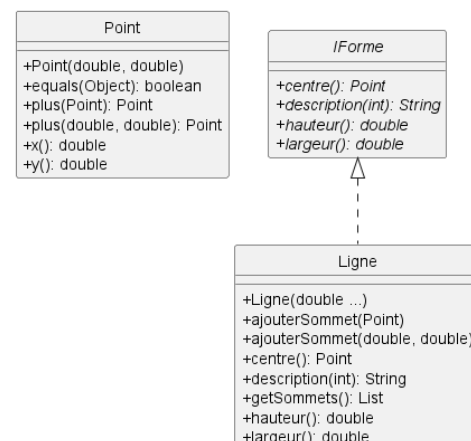 Point
+Point(double, double)
+equals(Object): boolean
+plus(Point): Point
+plus(double, double): Point
+x(): double
+y(): double
IForme
+centre(): Point
+description(int): String
+hauteur(): double
+largeur(): double
Ligne
+Ligne(double ...)
+ajouterSommet(Point)
+ajouterSommet(double, double)
+centre(): Point
+description(int): String
+getSommets(): List
+hauteur(): double
+largeur(): double